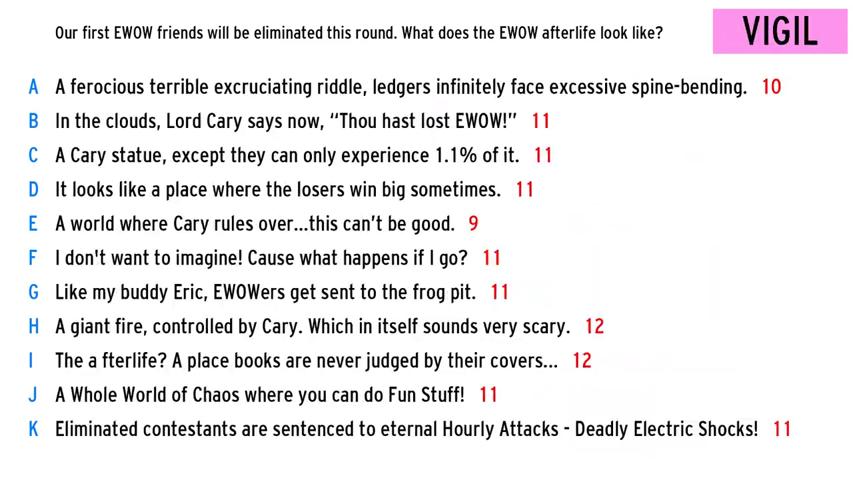 Our first EWOW friends will be eliminated this round. What does the EWOW afterlife look like?
VIGIL
A A ferocious terrible excruciating riddle, ledgers infinitely face excessive spine-bending. 10
B In the clouds, Lord Cary says now, “Thou hast lost EWOW!” 11
C A Cary statue, except they can only experience 1.1% of it. 11
D It looks like a place where the losers win big sometimes. 11
E A world where Cary rules over...this can’t be good. 9
F I don't want to imagine! Cause what happens if I go? 11
G Like my buddy Eric, EWOWers get sent to the frog pit. 11
H A giant fire, controlled by Cary. Which in itself sounds very scary. 12
I The a fterlife? A place books are never judged by their covers... 12
J A Whole World of Chaos where you can do Fun Stuff! 11
K Eliminated contestants are sentenced to eternal Hourly Attacks - Deadly Electric Shocks! 11